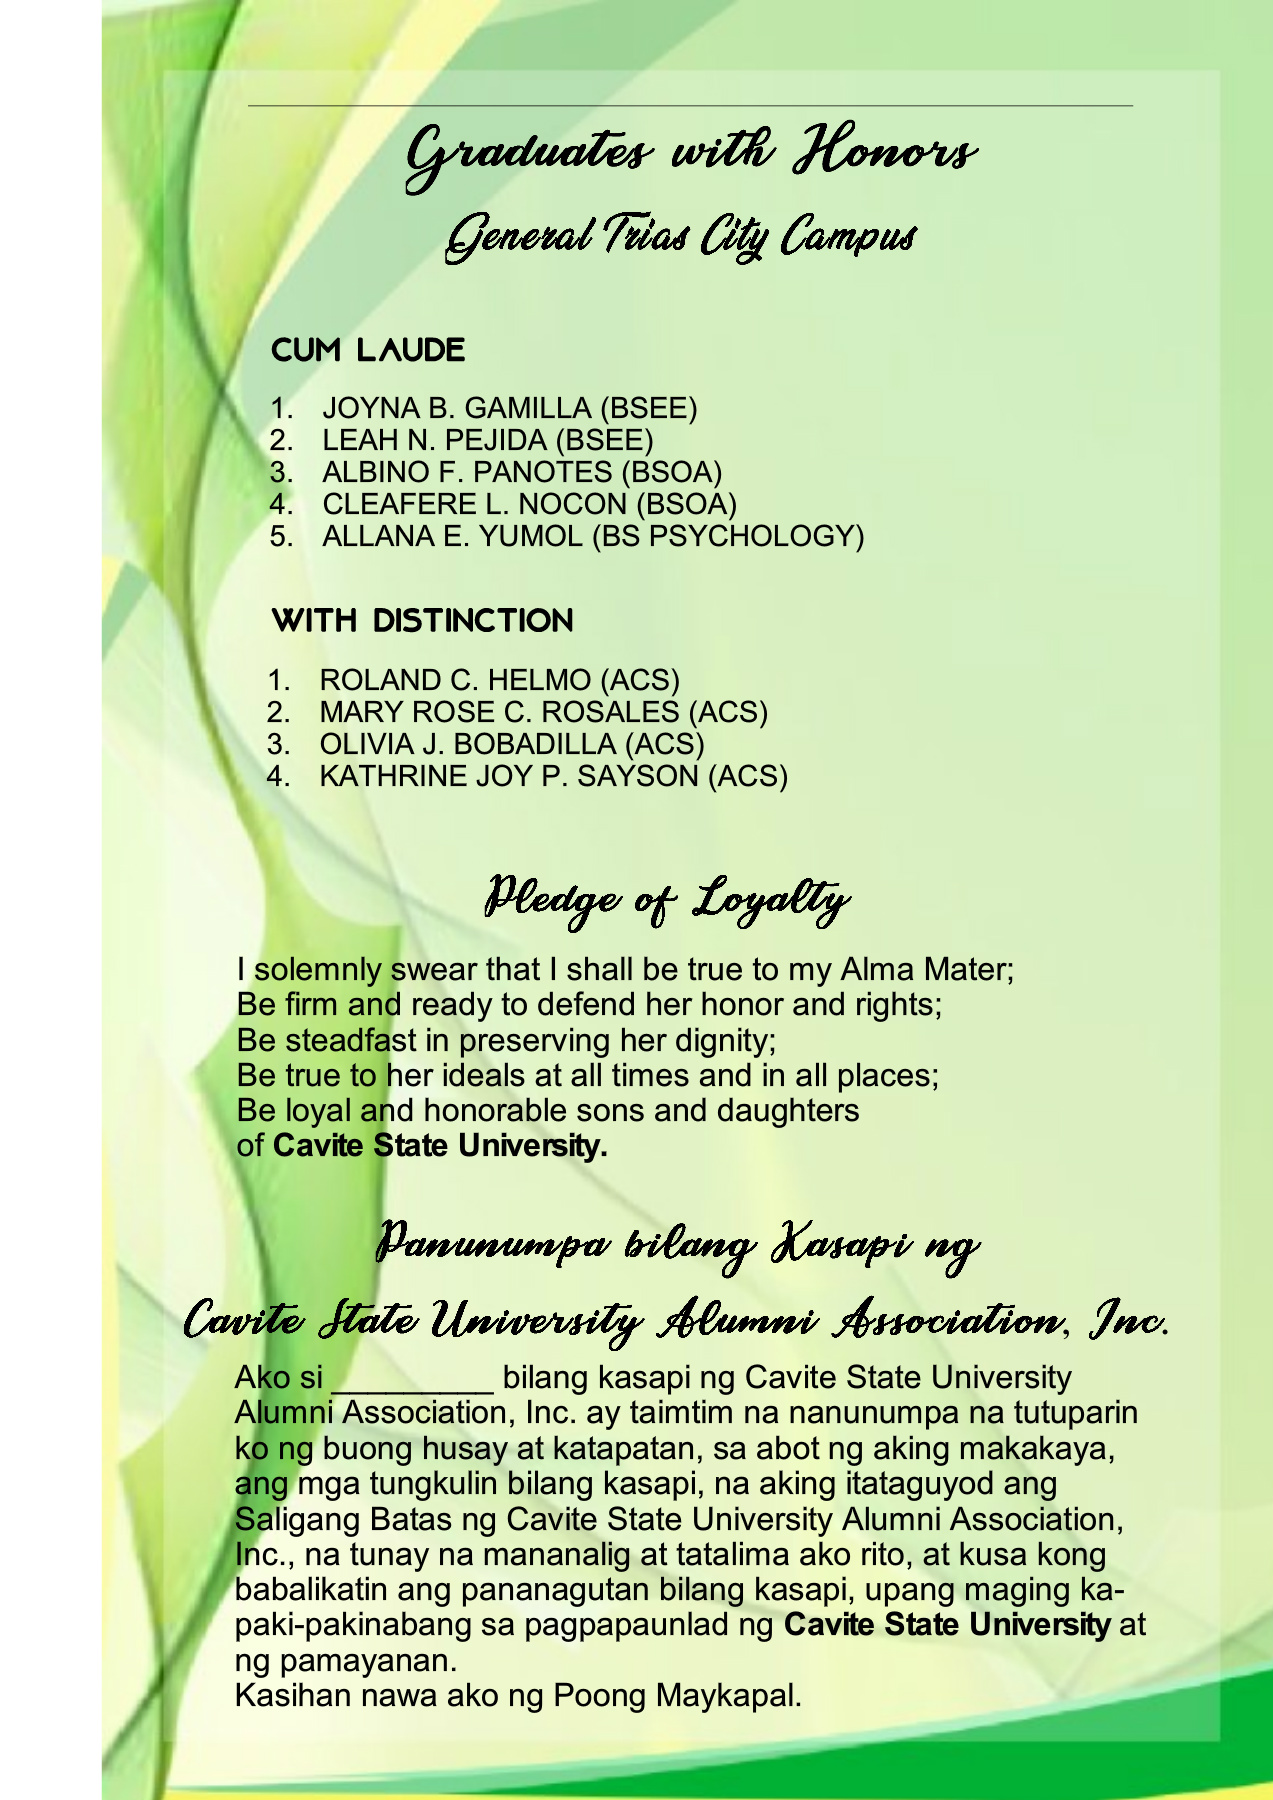 Graduates with Honors
General Trias City Campus
CUM LAUDE
1. JOYNA B. GAMILLA (BSEE)
2. LEAH N. PEJIDA (BSEE)
3. ALBINO F. PANOTES (BSOA)
4. CLEAFERE L. NOCON (BSOA)
5. ALLANA E. YUMOL (BS PSYCHOLOGY)
WITH DISTINCTION
1. ROLAND C. HELMO (ACS)
2. MARY ROSE C. ROSALES (ACS)
3. OLIVIA J. BOBADILLA (ACS)
4. KATHRINE JOY P. SAYSON (ACS)
Pledge of Loyalty
I solemnly swear that I shall be true to my Alma Mater;
Be firm and ready to defend her honor and rights;
Be steadfast in preserving her dignity;
Be true to her ideals at all times and in all places;
Be loyal and honorable sons and daughters
of Cavite State University.
Panunumpa bilang Kasapi ng
Cavite State University Alumni Association, Inc.
Ako si _________ bilang kasapi ng Cavite State University
Alumni Association, Inc. ay taimtim na nanunumpa na tutuparin
ko ng buong husay at katapatan, sa abot ng aking makakaya,
ang mga tungkulin bilang kasapi, na aking itataguyod ang
Saligang Batas ng Cavite State University Alumni Association,
Inc., na tunay na mananalig at tatalima ako rito, at kusa kong
babalikatin ang pananagutan bilang kasapi, upang maging ka-
paki-pakinabang sa pagpapaunlad ng Cavite State University at
ng pamayanan.
Kasihan nawa ako ng Poong Maykapal.